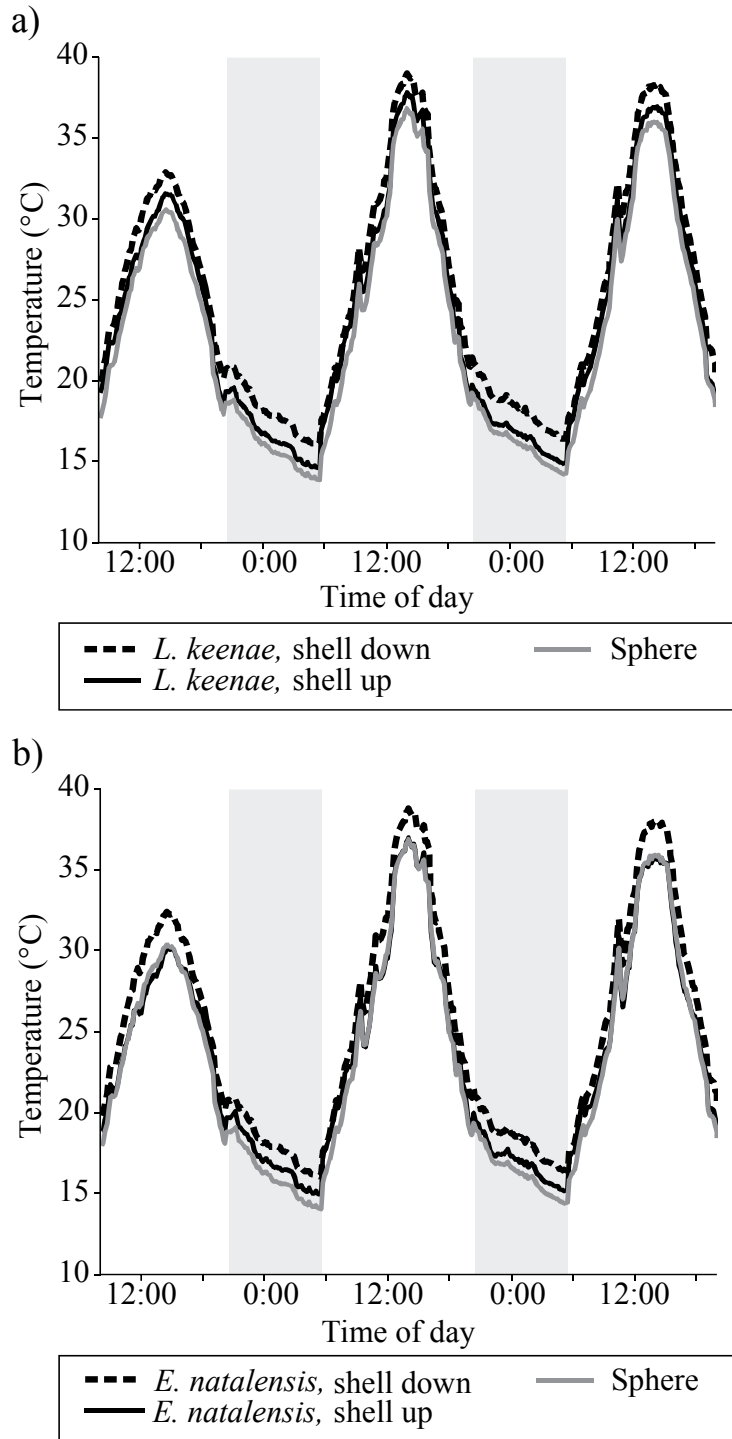 a)
40
35
30
25
20
15
10
Temperature (°C)
12:00 0:00 12:00 0:00 12:00
Time of day
L. keenae, shell down Sphere
L. keenae, shell up
b)
40
35
30
25
20
15
10
Temperature (°C)
12:00 0:00 12:00 0:00 12:00
Time of day
E. natalensis, shell down Sphere
E. natalensis, shell up